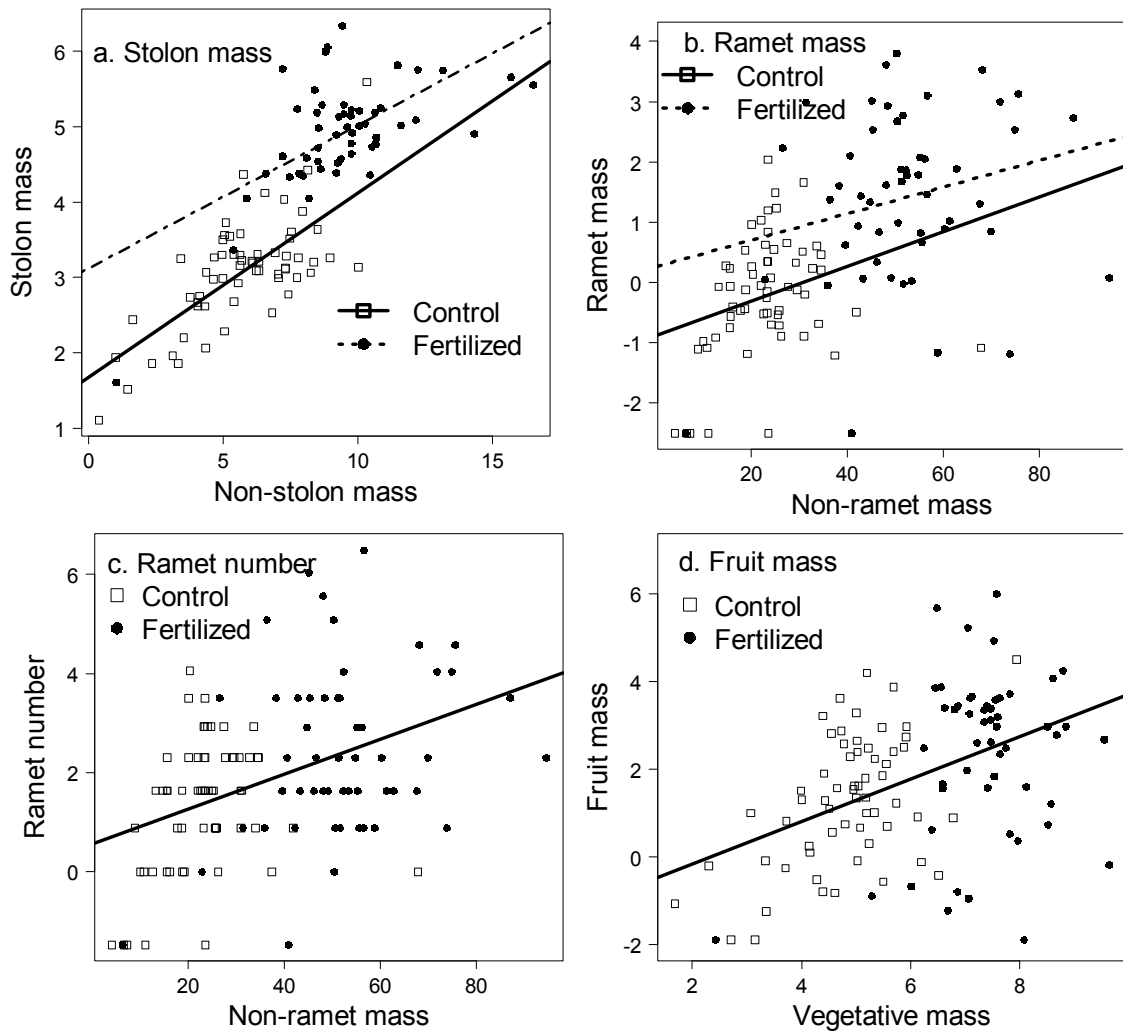 a. Stolon mass
Control
Fertilized
Stolon mass
1
2
3
4
5
6
0
5
10
15
Non-stolon mass
b. Ramet mass
Control
Fertilized
Ramet mass
-2
-1
0
1
2
3
4
20
40
60
80
Non-ramet mass
c. Ramet number
Control
Fertilized
Ramet number
0
2
4
6
20
40
60
80
Non-ramet mass
d. Fruit mass
Control
Fertilized
Fruit mass
-2
0
2
4
6
2
4
6
8
Vegetative mass